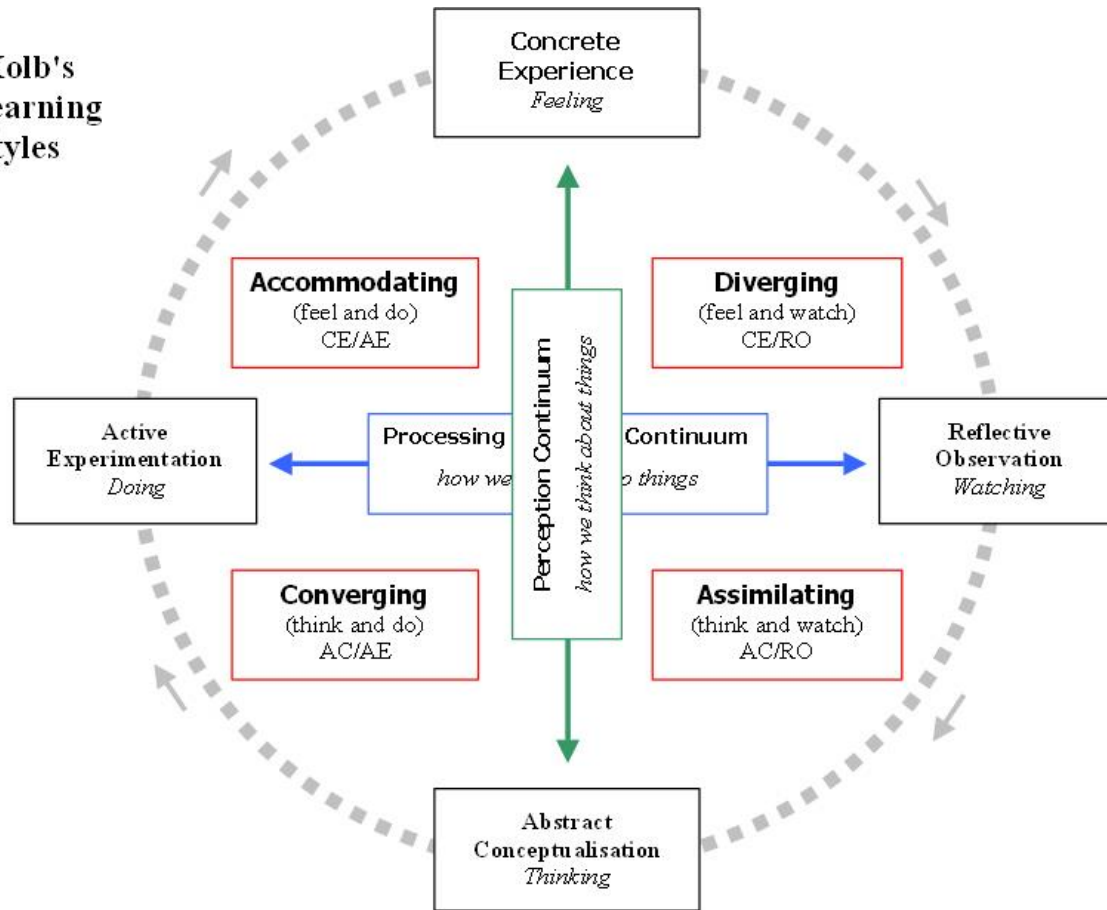 Kolb's
earning
tyles
Concrete
Experience
Feeling
Accommodating
(feel and do)
CE/AE
Diverging
(feel and watch)
CE/RO
Active
Experimentation
Doing
Processing Continuum
how we o things
Perception Continuum
how we think about things
Reflective
Observation
Watching
Converging
(think and do)
AC/AE
Assimilating
(think and watch)
AC/RO
Abstract
Conceptualisation
Thinking